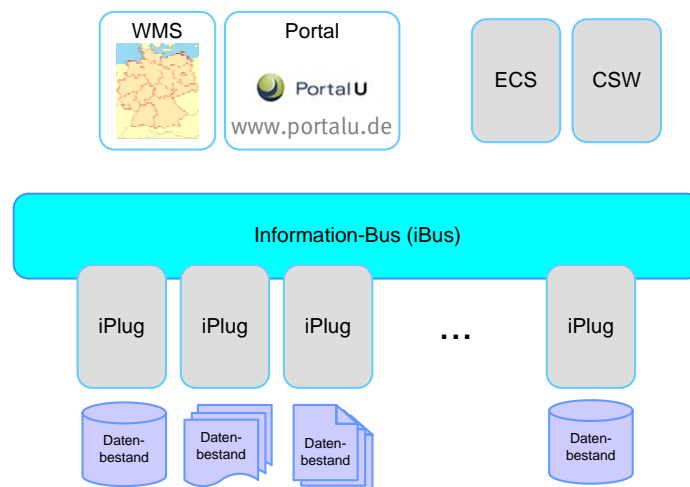 WMS
Portal
PortalU
www.portalu.de
ECS
CSW
Information-Bus (iBus)
iPlug
iPlug
iPlug
...
iPlug
Daten-
bestand
Daten-
bestand
Daten-
bestand
Daten-
bestand